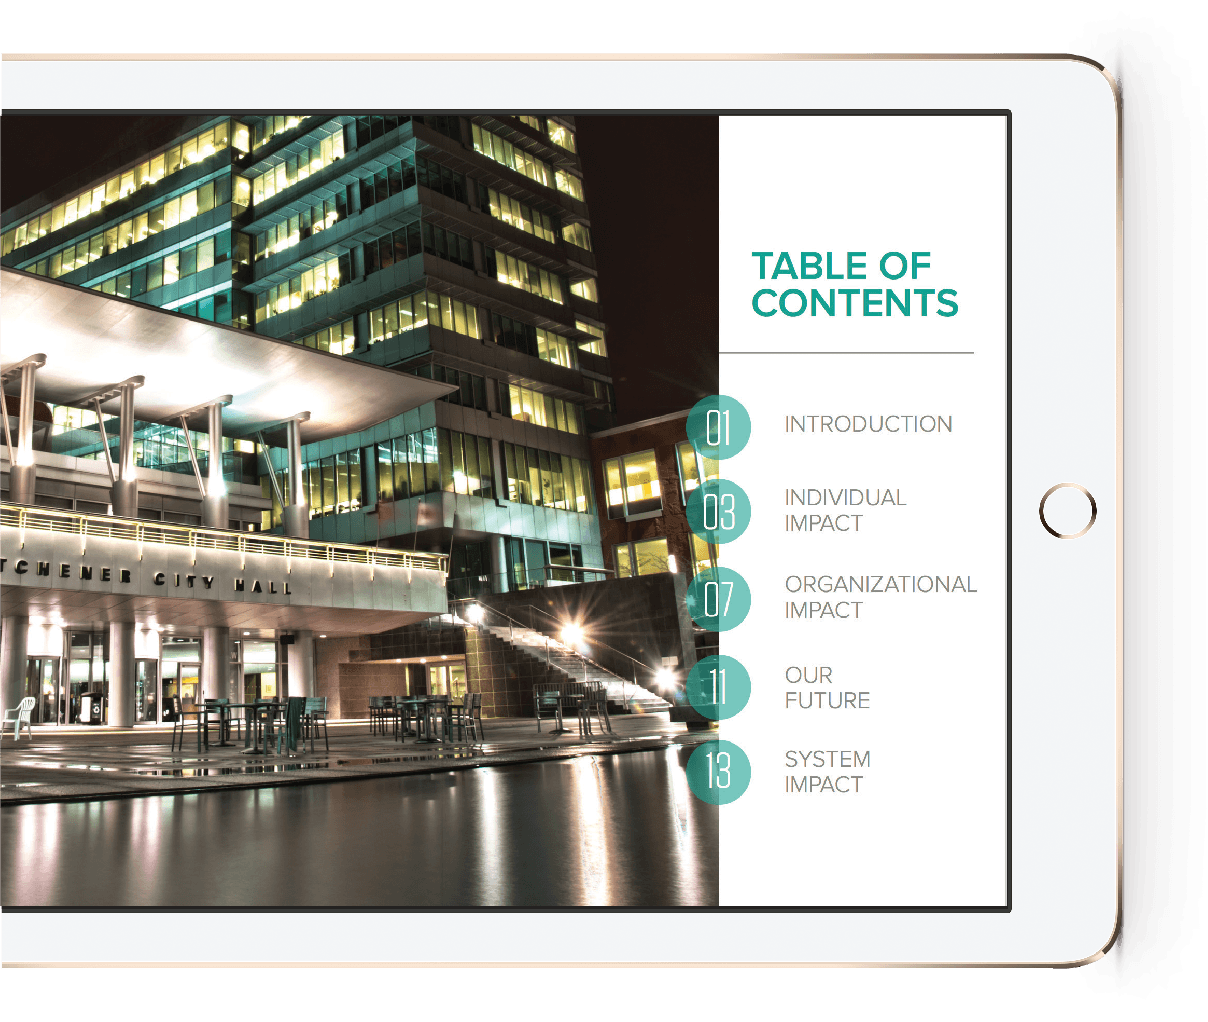 TCHENER CITY HALL
TABLE OF
CONTENTS
01 INTRODUCTION
03 INDIVIDUAL
IMPACT
07 ORGANIZATIONAL
IMPACT
11 OUR
FUTURE
13 SYSTEM
IMPACT